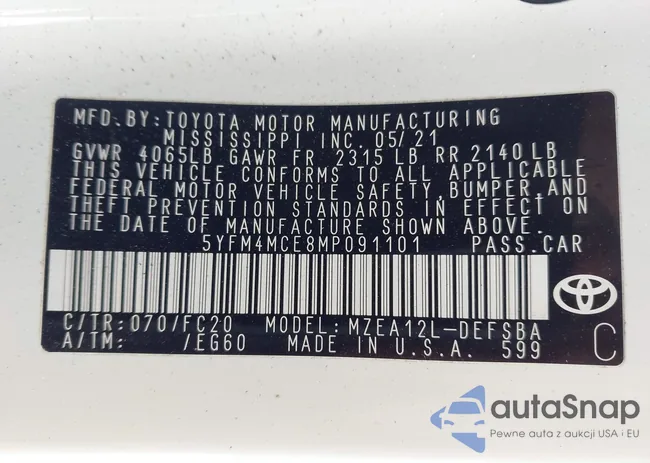 MFD.BY:TOYOTA MOTOR MANUFACTURING
MISSISSIPPI INC. 05/21
GVWR 4065LB GAWR FR 2315 LB RR 2140 LB
THIS VEHICLE CONFORMS TO ALL APPLICABLE
FEDERAL MOTOR VEHICLE SAFETY, BUMPER, AND
THEFT PREVENTION STANDARDS IN EFFECT ON
THE DATE OF MANUFACTURE SHOWN ABOVE.
5YFM4MCE8MP091101 PASS.CAR
C/TR: 070/FC20 MODEL: MZEA12L-DEFSBA
A/TM: /EG60 MADE IN U.S.A. 599 C
autaSnap
Pewne auta z aukcji USA i EU